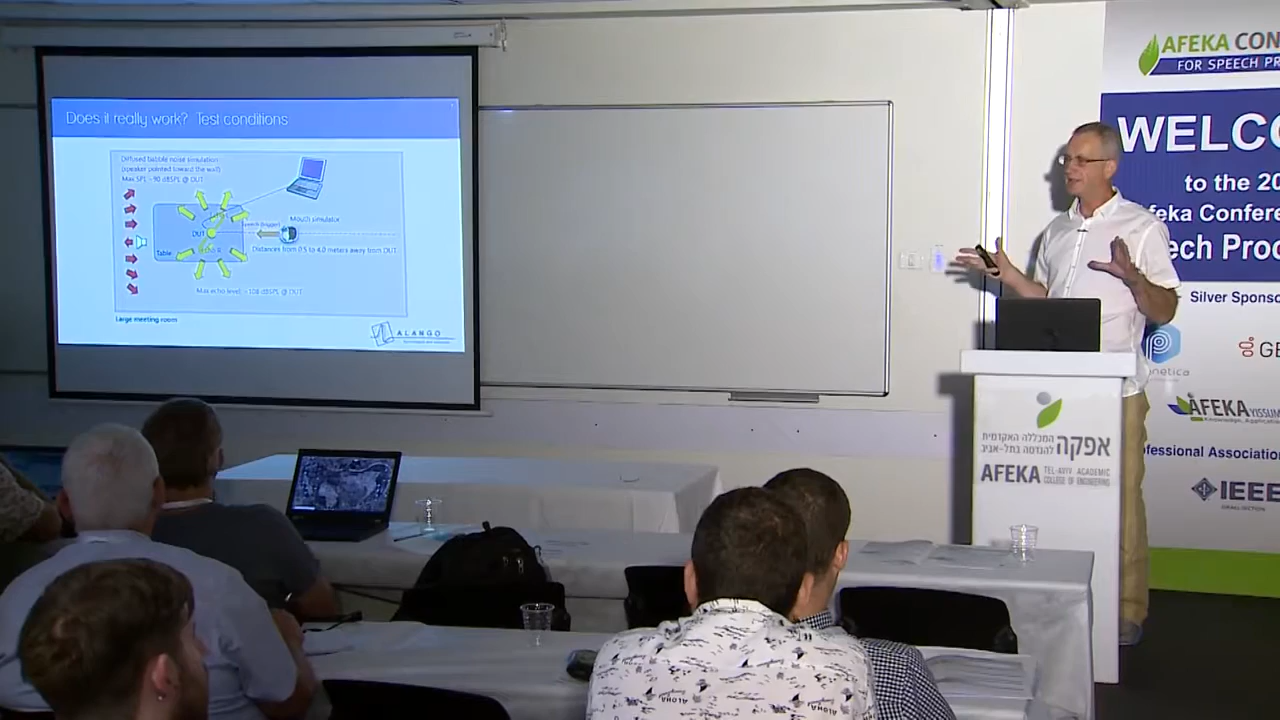 Does it really work? Test conditions
Diffused babble noise simulation
(speaker pointed toward the wall)
Max SPL ~90 dBSPL @ DUT
Mouth simulator
DUT
Distances from 0.5 to 4.0 meters away from DUT
Table
Max echo level: ~108 dBSPL @ DUT
Large meeting room
ALANGO
AFEKA CON
FOR SPEECH PR
WELCO
to the 20
feka Confere
ech Proc
Silver Sponso
GE
netica
AFEKA YISSUM
ofessional Association
IEEE
המכללה האקדמית
להנדסה בתל-אביב
אפקה
AFEKA
TEL-AVIV ACADEMIC
COLLEGE OF ENGINEERING
ALOHA